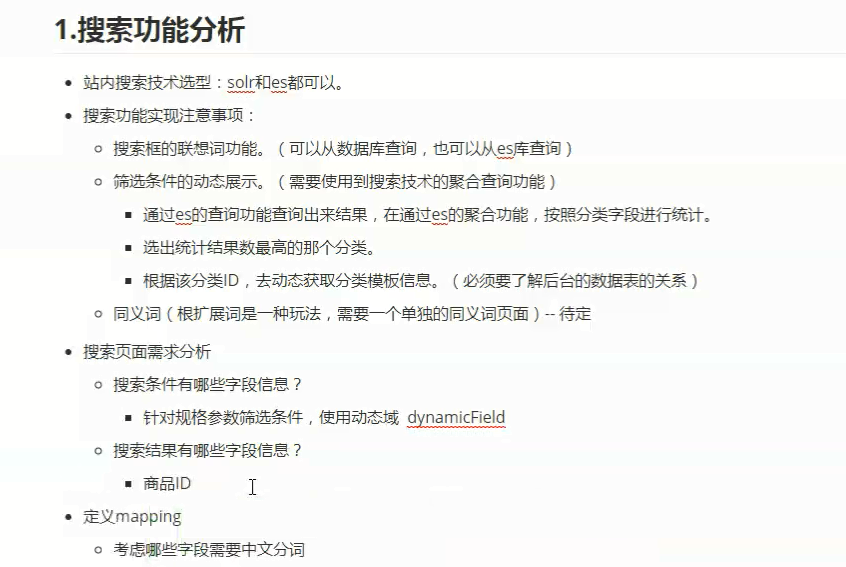 1.搜索功能分析
站内搜索技术选型：solr和es都可以。
搜索功能实现注意事项：
搜索框的联想词功能。（可以从数据库查询，也可以从es库查询）
筛选条件的动态展示。（需要使用到搜索技术的聚合查询功能）
通过es的查询功能查询出来结果，在通过es的聚合功能，按照分类字段进行统计。
选出统计结果数最高的那个分类。
根据该分类ID，去动态获取分类模板信息。（必须要了解后台的数据表的关系）
同义词（根扩展词是一种玩法，需要一个单独的同义词页面）-- 待定
搜索页面需求分析
搜索条件有哪些字段信息？
针对规格参数筛选条件，使用动态域 dynamicField
搜索结果有哪些字段信息？
商品ID
定义mapping
考虑哪些字段需要中文分词